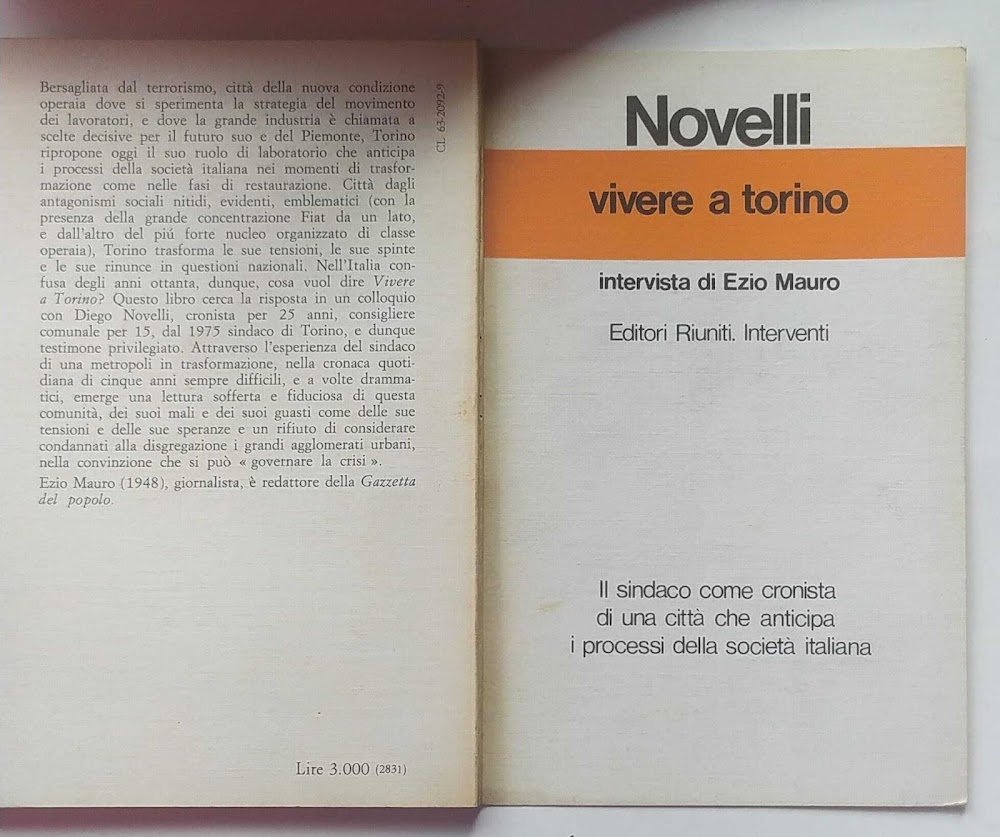 Bersagliata dal terrorismo, città della nuova condizione
operaia dove si sperimenta la strategia del movimento
dei lavoratori, e dove la grande industria è chiamata a
scelte decisive per il futuro suo e del Piemonte, Torino
ripropone oggi il suo ruolo di laboratorio che anticipa
i processi della società italiana nei momenti di trasfor-
mazione come nelle fasi di restaurazione. Città dagli
antagonismi sociali nitidi, evidenti, emblematici (con la
presenza della grande concentrazione Fiat da un lato,
e dall'altro del piú forte nucleo organizzato di classe
operaia), Torino trasforma le sue tensioni, le sue spinte
e le sue rinunce in questioni nazionali. Nell'Italia con-
fusa degli anni ottanta, dunque, cosa vuol dire Vivere
a Torino? Questo libro cerca la risposta in un colloquio
con Diego Novelli, cronista per 25 anni, consigliere
comunale per 15, dal 1975 sindaco di Torino, e dunque
testimone privilegiato. Attraverso l'esperienza del sindaco
di una metropoli in trasformazione, nella cronaca quoti-
diana di cinque anni sempre difficili, e a volte dramma-
tici, emerge una lettura sofferta e fiduciosa di questa
comunità, dei suoi mali e dei suoi guasti come delle sue
tensioni e delle sue speranze e un rifiuto di considerare
condannati alla disgregazione i grandi agglomerati urbani,
nella convinzione che si può « governare la crisi ».
Ezio Mauro (1948), giornalista, è redattore della Gazzetta
del popolo.
CL 63-2092-9
Lire 3.000 (2831)
Novelli
vivere a torino
intervista di Ezio Mauro
Editori Riuniti. Interventi
Il sindaco come cronista
di una città che anticipa
i processi della società italiana